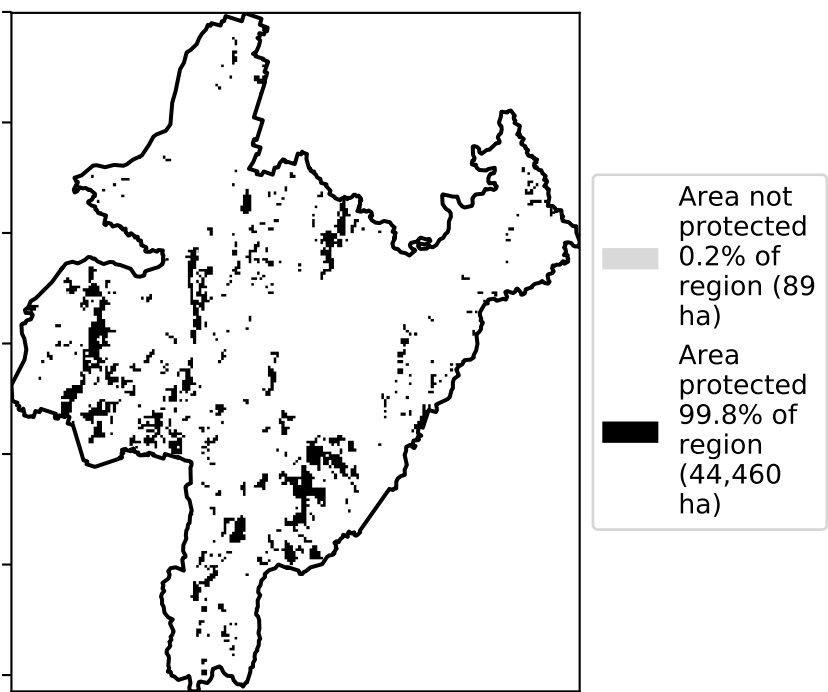 Area not
protected
0.2% of
region (89
ha)
Area
protected
99.8% of
region
(44,460
ha)